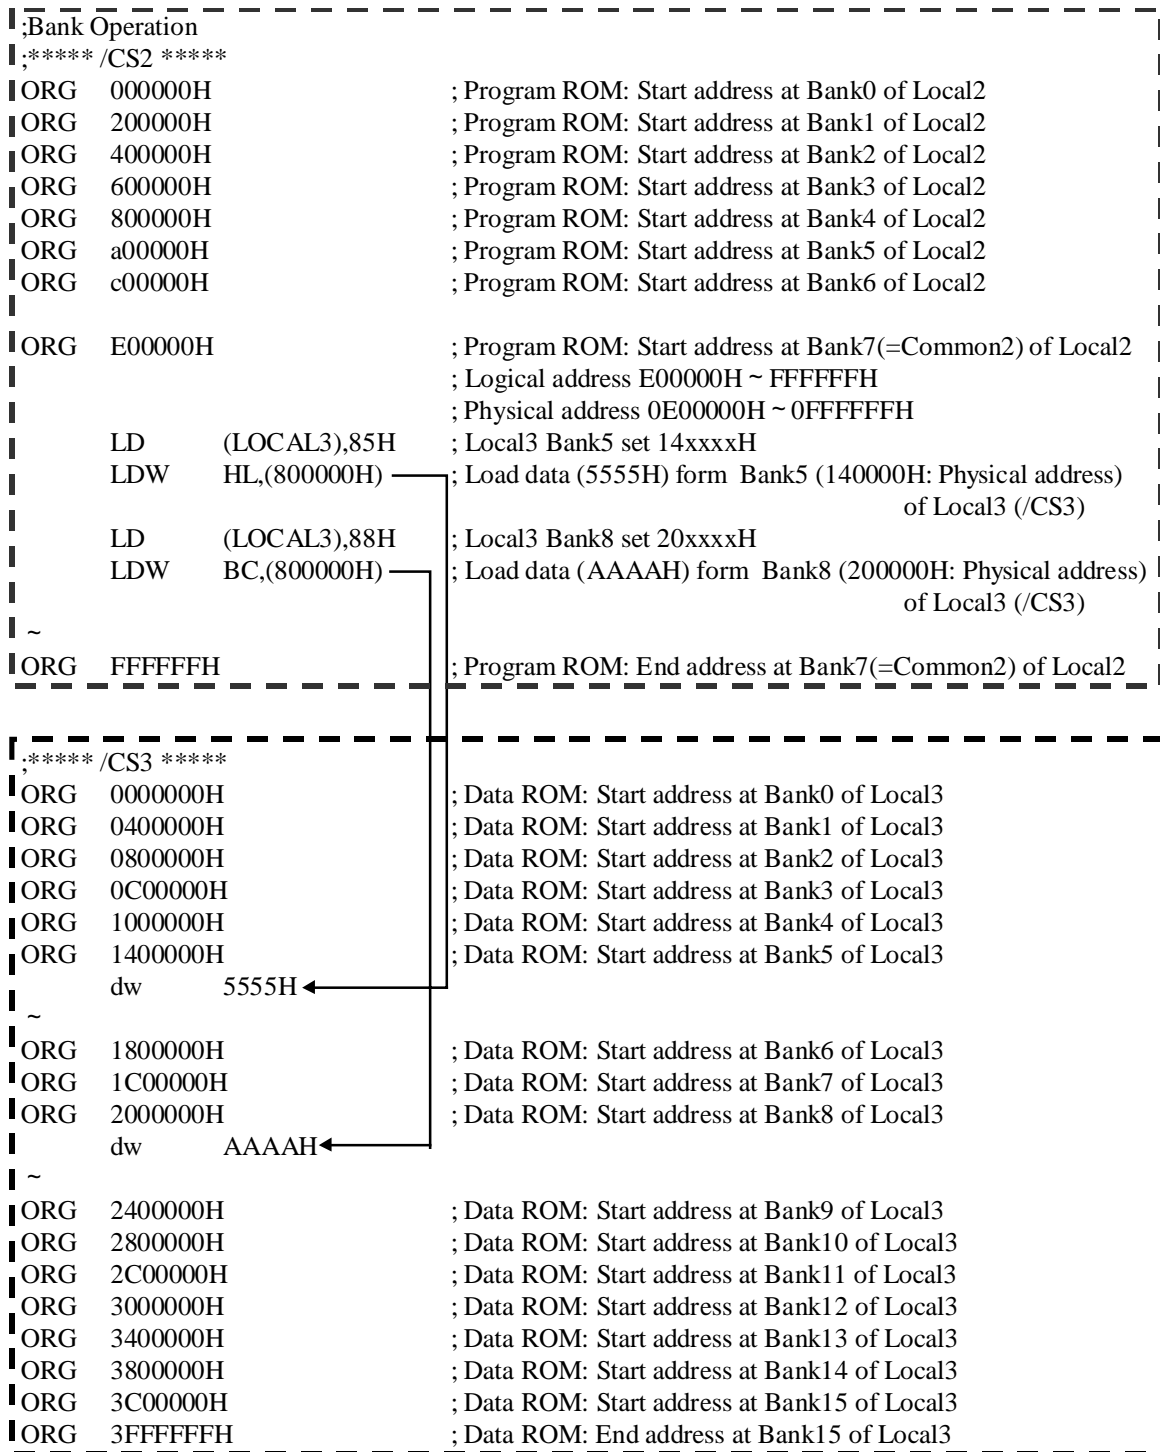 ;Bank Operation
;***** /CS2 *****
ORG 000000H ; Program ROM: Start address at Bank0 of Local2
ORG 200000H ; Program ROM: Start address at Bank1 of Local2
ORG 400000H ; Program ROM: Start address at Bank2 of Local2
ORG 600000H ; Program ROM: Start address at Bank3 of Local2
ORG 800000H ; Program ROM: Start address at Bank4 of Local2
ORG a00000H ; Program ROM: Start address at Bank5 of Local2
ORG c00000H ; Program ROM: Start address at Bank6 of Local2
ORG E00000H ; Program ROM: Start address at Bank7(=Common2) of Local2
; Logical address E00000H ~ FFFFFFH
; Physical address 0E00000H ~ 0FFFFFFH
LD (LOCAL3),85H ; Local3 Bank5 set 14xxxxH
LDW HL,(800000H) ; Load data (5555H) form Bank5 (140000H: Physical address)
of Local3 (/CS3)
LD (LOCAL3),88H ; Local3 Bank8 set 20xxxxH
LDW BC,(800000H) ; Load data (AAAAH) form Bank8 (200000H: Physical address)
of Local3 (/CS3)
~
ORG FFFFFFH ; Program ROM: End address at Bank7(=Common2) of Local2
;***** /CS3 *****
ORG 0000000H ; Data ROM: Start address at Bank0 of Local3
ORG 0400000H ; Data ROM: Start address at Bank1 of Local3
ORG 0800000H ; Data ROM: Start address at Bank2 of Local3
ORG 0C00000H ; Data ROM: Start address at Bank3 of Local3
ORG 1000000H ; Data ROM: Start address at Bank4 of Local3
ORG 1400000H ; Data ROM: Start address at Bank5 of Local3
dw 5555H
~
ORG 1800000H ; Data ROM: Start address at Bank6 of Local3
ORG 1C00000H ; Data ROM: Start address at Bank7 of Local3
ORG 2000000H ; Data ROM: Start address at Bank8 of Local3
dw AAAAH
~
ORG 2400000H ; Data ROM: Start address at Bank9 of Local3
ORG 2800000H ; Data ROM: Start address at Bank10 of Local3
ORG 2C00000H ; Data ROM: Start address at Bank11 of Local3
ORG 3000000H ; Data ROM: Start address at Bank12 of Local3
ORG 3400000H ; Data ROM: Start address at Bank13 of Local3
ORG 3800000H ; Data ROM: Start address at Bank14 of Local3
ORG 3C00000H ; Data ROM: Start address at Bank15 of Local3
ORG 3FFFFFFH ; Data ROM: End address at Bank15 of Local3